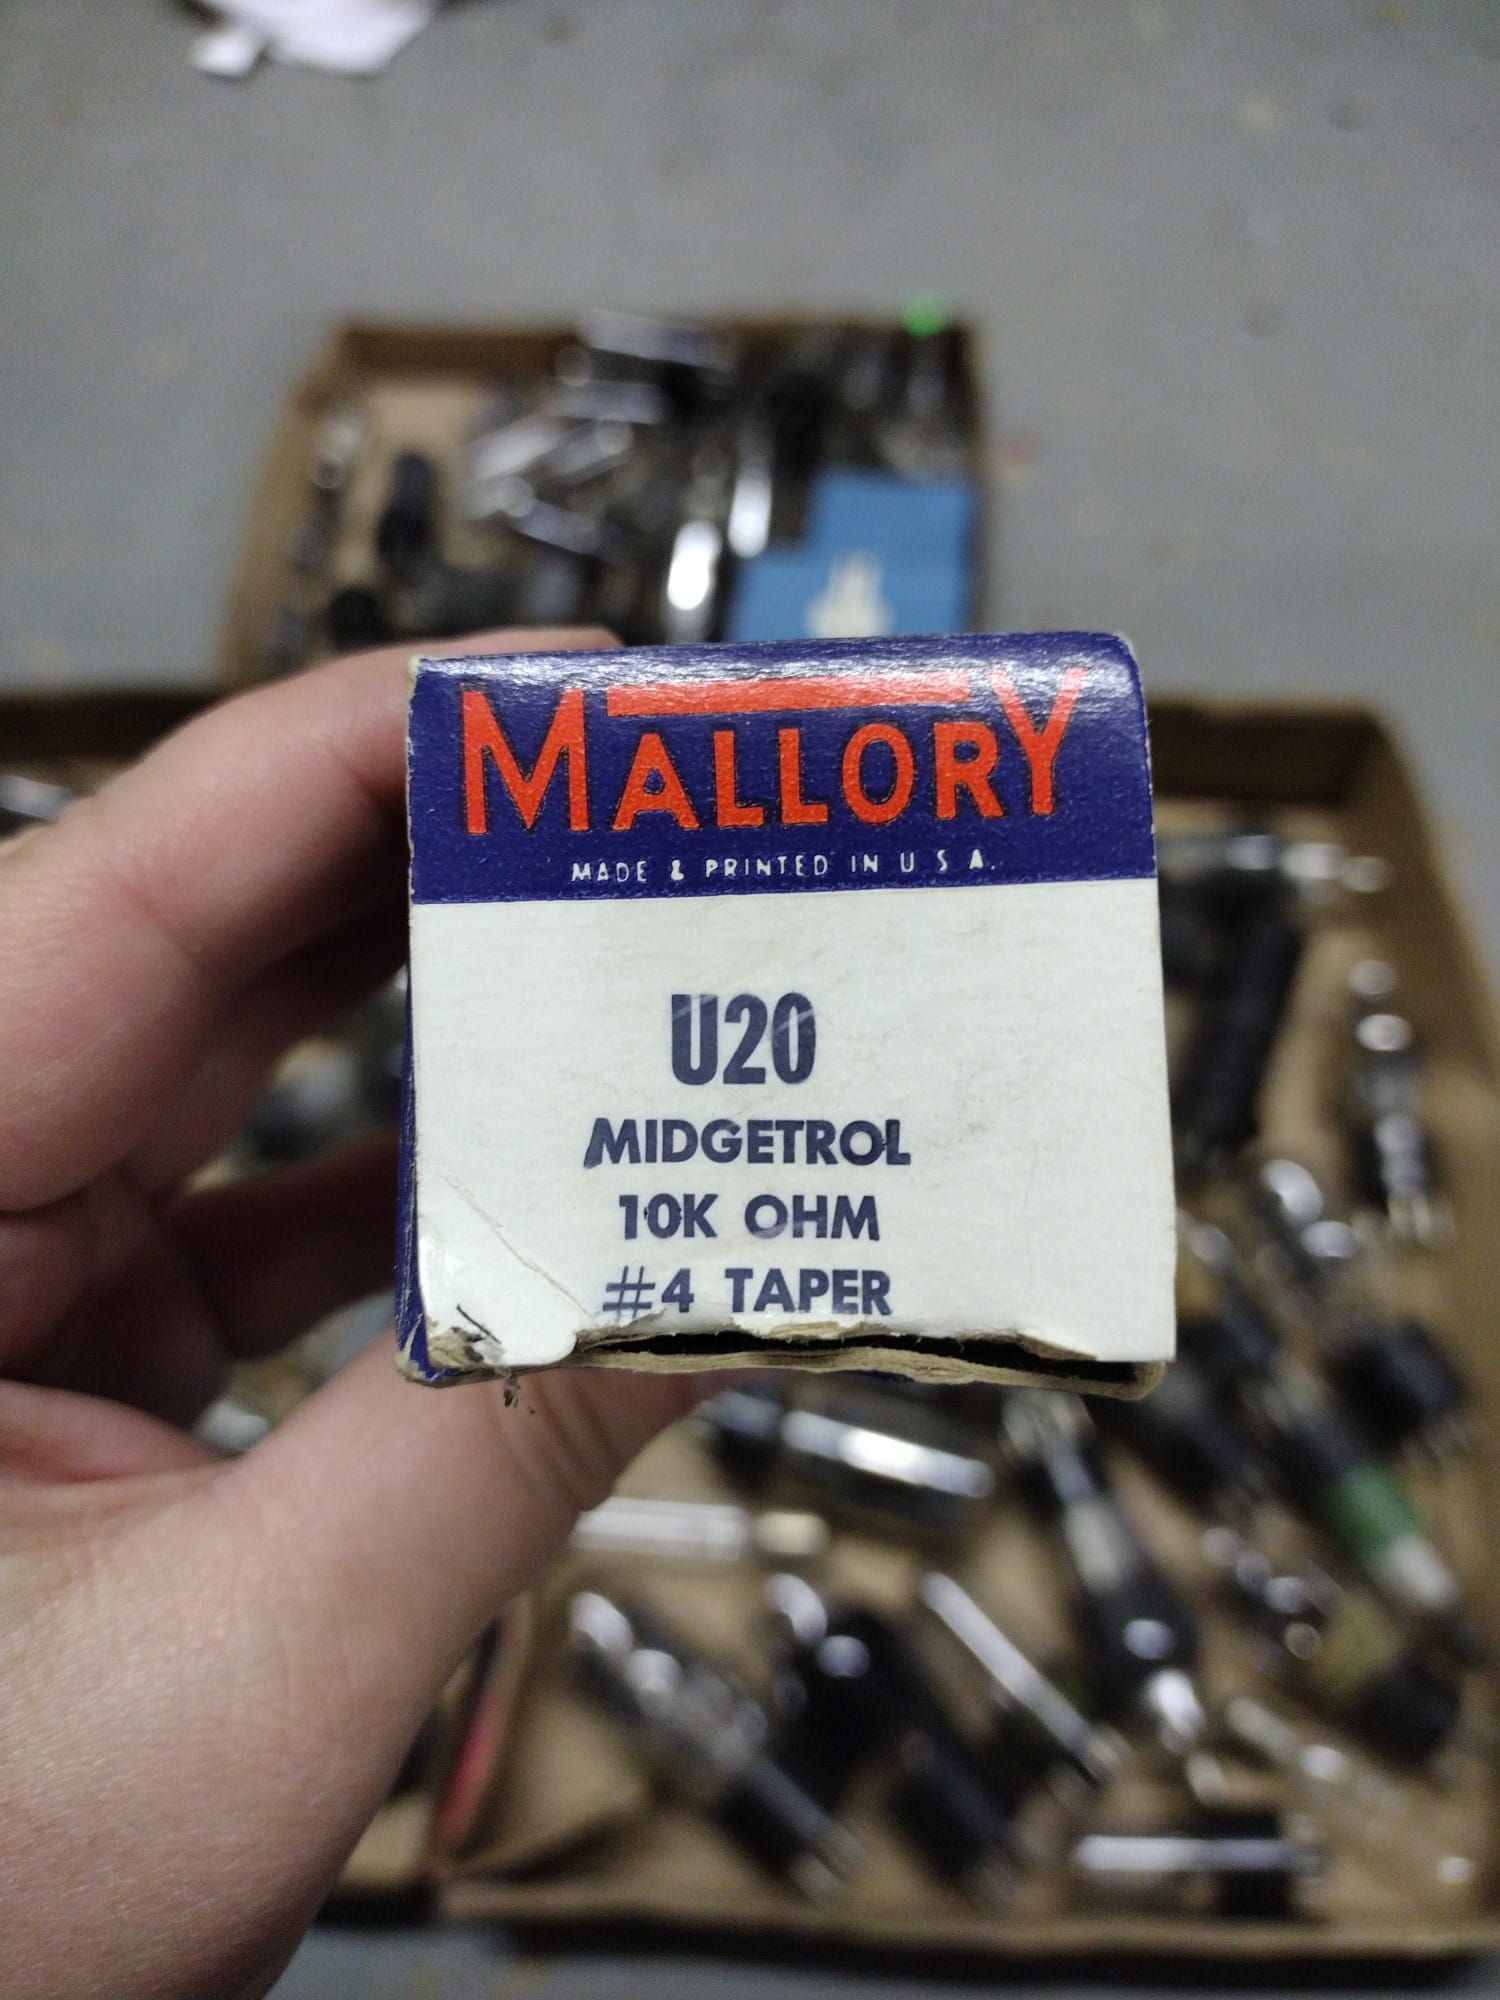 MALLORY
MADE & PRINTED IN U S A.
U20
MIDGETROL
10K OHM
#4 TAPER